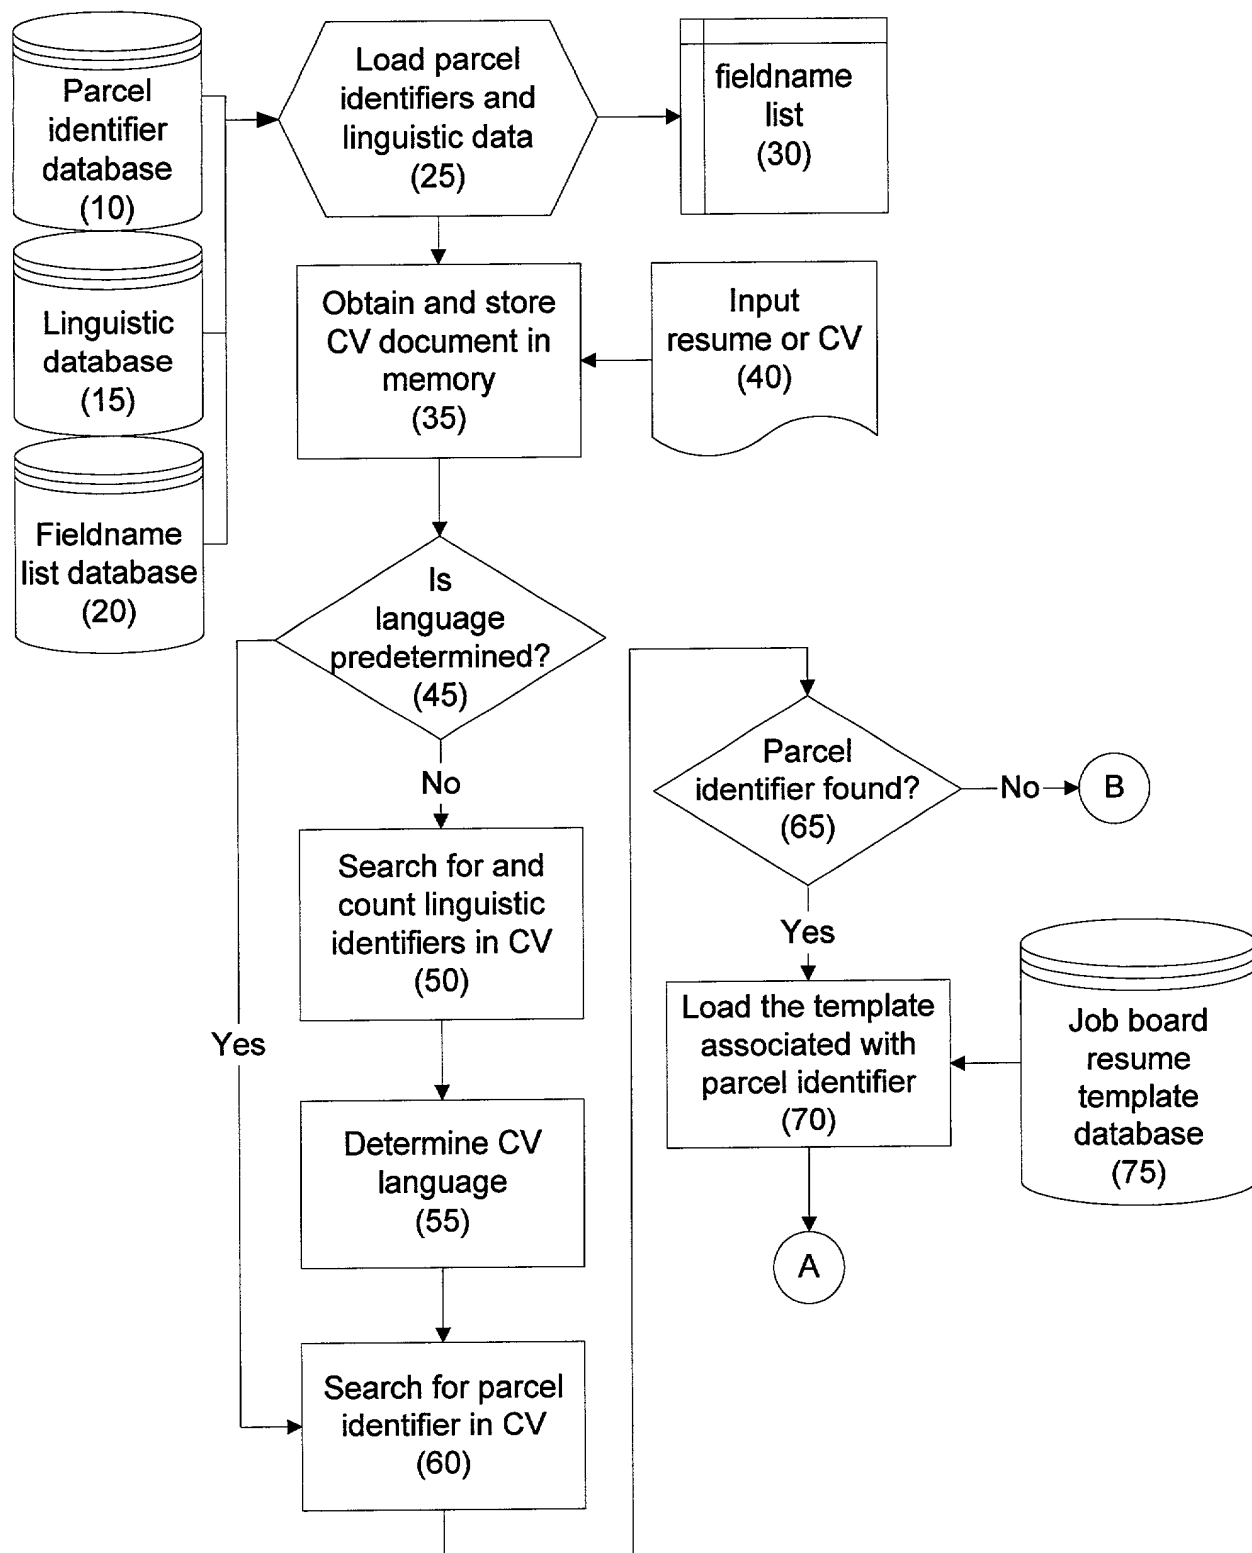 Parcel
identifier
database
(10)
Load parcel
identifiers and
linguistic data
(25)
fieldname
list
(30)
Linguistic
database
(15)
Obtain and store
CV document in
memory
(35)
Input
resume or CV
(40)
Fieldname
list database
(20)
Is
language
predetermined?
(45)
No
Yes
Search for and
count linguistic
identifiers in CV
(50)
Determine CV
language
(55)
Search for parcel
identifier in CV
(60)
Parcel
identifier found?
(65)
No
B
Yes
Load the template
associated with
parcel identifier
(70)
Job board
resume
template
database
(75)
A